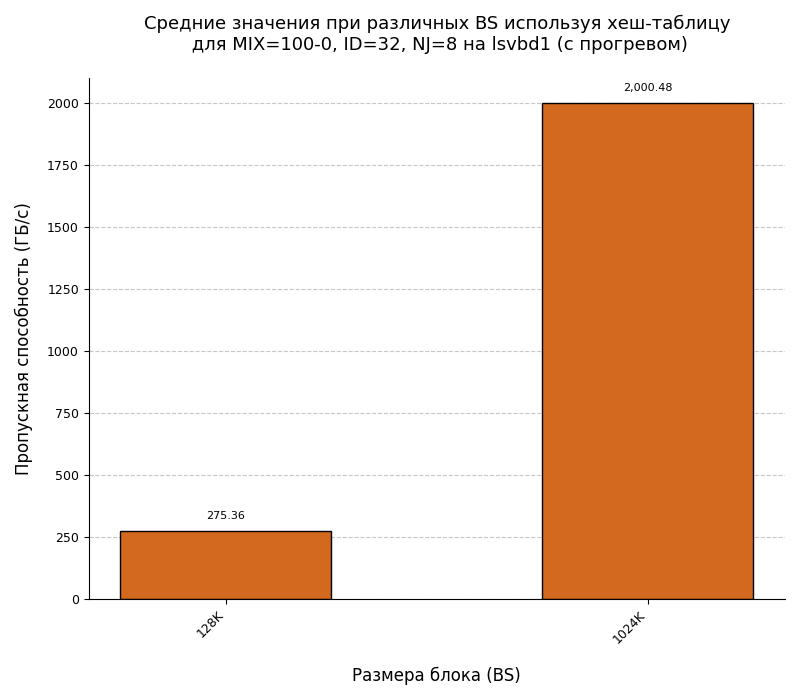 Средние значения при различных BS используя хеш-таблицу
для MIX=100-0, ID=32, NJ=8 на lsvbd1 (с прогревом)
Пропускная способность (ГБ/с)
2000
1750
1500
1250
1000
750
500
250
0
275.36
2,000.48
128K
1024K
Размера блока (BS)